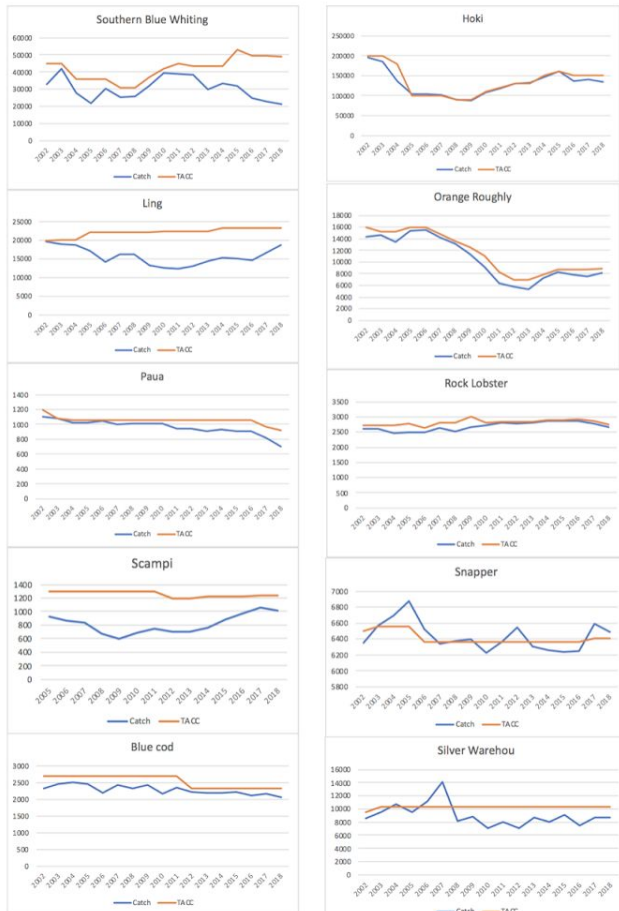 Southern Blue Whiting
60000
50000
40000
30000
20000
10000
0
2002 2003 2004 2005 2006 2007 2008 2009 2010 2011 2012 2013 2014 2015 2016 2017 2018
Catch TACC
Hoki
250000
200000
150000
100000
50000
0
2002 2003 2004 2005 2006 2007 2008 2009 2010 2011 2012 2013 2014 2015 2016 2017 2018
Catch TACC
Ling
25000
20000
15000
10000
5000
0
2002 2003 2004 2005 2006 2007 2008 2009 2010 2011 2012 2013 2014 2015 2016 2017 2018
Catch TACC
Orange Roughly
18000
16000
14000
12000
10000
8000
6000
4000
2000
0
2002 2003 2004 2005 2006 2007 2008 2009 2010 2011 2012 2013 2014 2015 2016 2017 2018
Catch TACC
Paua
1400
1200
1000
800
600
400
200
0
2002 2003 2004 2005 2006 2007 2008 2009 2010 2011 2012 2013 2014 2015 2016 2017 2018
Catch TACC
Rock Lobster
3500
3000
2500
2000
1500
1000
500
0
2002 2003 2004 2005 2006 2007 2008 2009 2010 2011 2012 2013 2014 2015 2016 2017 2018
Catch TACC
Scampi
1400
1200
1000
800
600
400
200
0
2005 2006 2007 2008 2009 2010 2011 2012 2013 2014 2015 2016 2017 2018
Catch TACC
Snapper
7000
6800
6600
6400
6200
6000
5800
2002 2003 2004 2005 2006 2007 2008 2009 2010 2011 2012 2013 2014 2015 2016 2017 2018
Catch TACC
Blue cod
3000
2500
2000
1500
1000
500
0
2002 2003 2004 2005 2006 2007 2008 2009 2010 2011 2012 2013 2014 2015 2016 2017 2018
Catch TACC
Silver Warehou
16000
14000
12000
10000
8000
6000
4000
2000
0
2002 2003 2004 2005 2006 2007 2008 2009 2010 2011 2012 2013 2014 2015 2016 2017 2018
Catch TACC